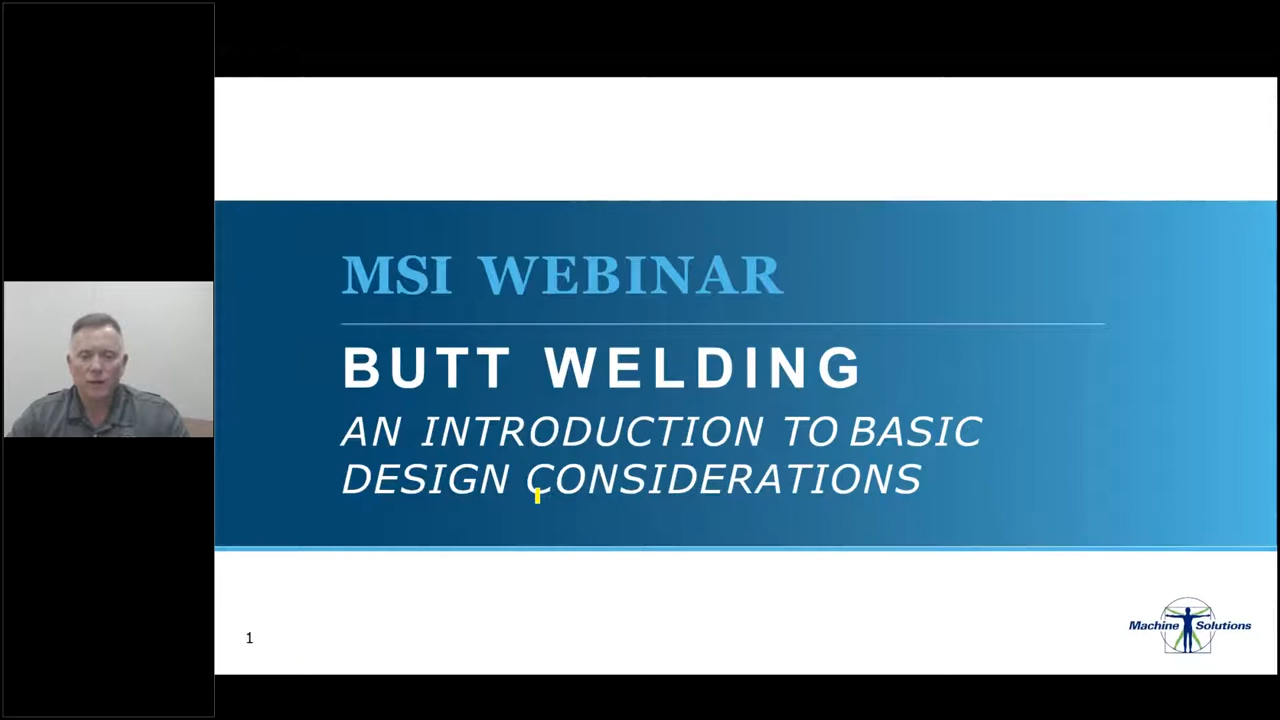 MSI WEBINAR
BUTT WELDING
AN INTRODUCTION TO BASIC
DESIGN CONSIDERATIONS
1
Machine Solutions